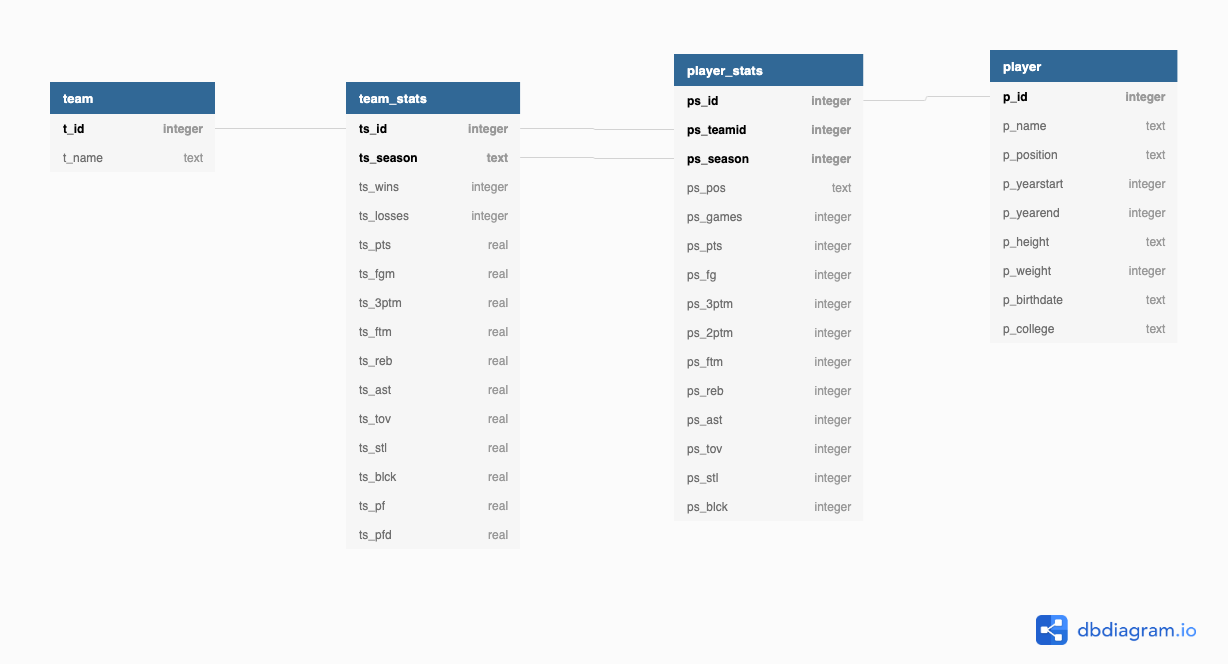 team
t_id integer
t_name text
team_stats
ts_id integer
ts_season text
ts_wins integer
ts_losses integer
ts_pts real
ts_fgm real
ts_3ptm real
ts_ftm real
ts_reb real
ts_ast real
ts_tov real
ts_stl real
ts_blck real
ts_pf real
ts_pfd real
player_stats
ps_id integer
ps_teamid integer
ps_season integer
ps_pos text
ps_games integer
ps_pts integer
ps_fg integer
ps_3ptm integer
ps_2ptm integer
ps_ftm integer
ps_reb integer
ps_ast integer
ps_tov integer
ps_stl integer
ps_blck integer
player
p_id integer
p_name text
p_position text
p_yearstart integer
p_yearend integer
p_height text
p_weight integer
p_birthdate text
p_college text
dbdiagram.io